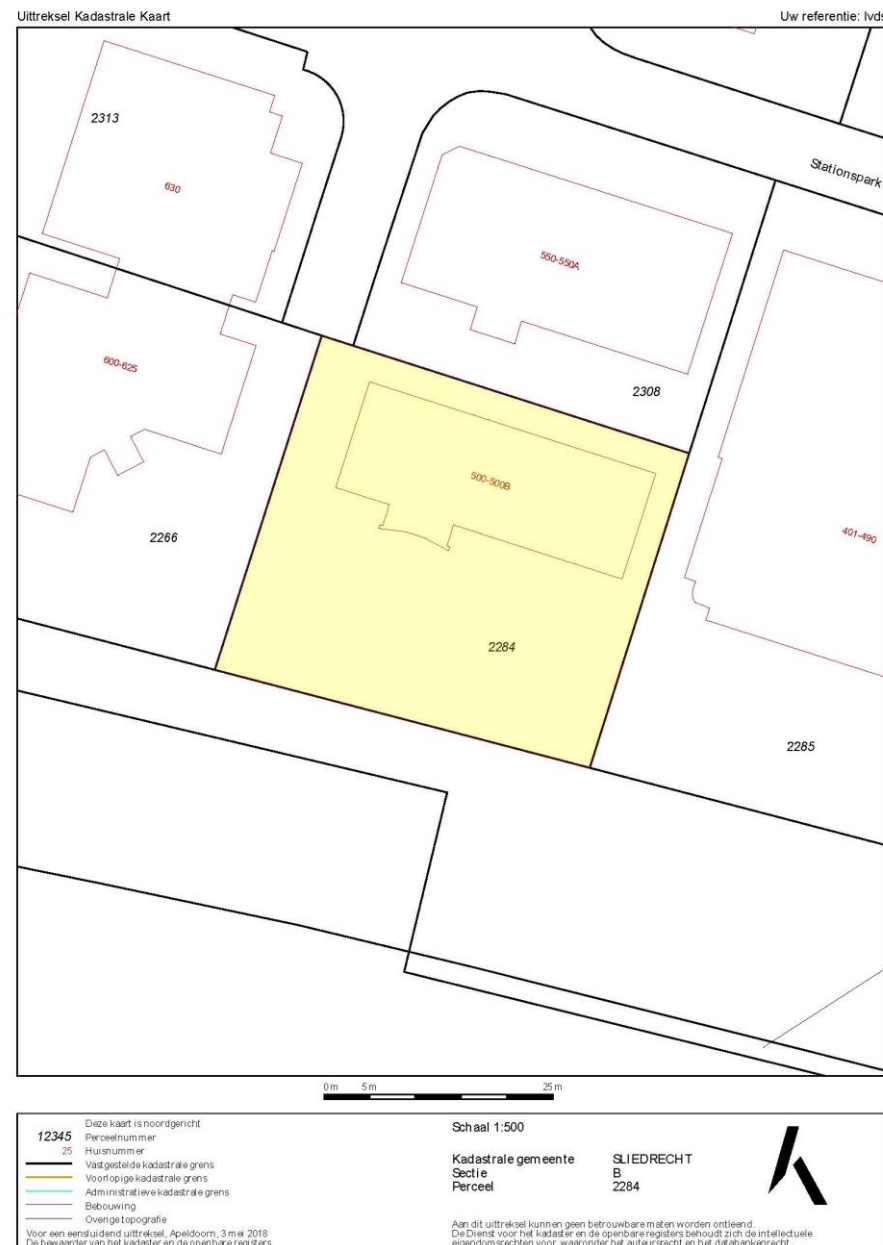 Uittreksel Kadastrale Kaart
Uw referentie: lvds
2313
630
Stationspark
550-550A
600-625
2308
500-500B
401-490
2266
2284
2285
0 m 5 m 25 m
Deze kaart is noordgericht
12345 Perceelnummer
25 Huisnummer
Vastgestelde kadastrale grens
Voorlopige kadastrale grens
Administratieve kadastrale grens
Bebouwing
Overige topografie
Voor een eensluidend uittreksel, Apeldoorn, 3 mei 2018
De bewaarder van het kadaster en de openbare registers
Schaal 1:500
Kadastrale gemeente SLIEDRECHT
Sectie B
Perceel 2284
Aan dit uittreksel kunnen geen betrouwbare maten worden ontleend.
De Dienst voor het kadaster en de openbare registers behoudt zich de intellectuele
eigendomsrechten voor, waaronder het auteursrecht en het databankenrecht.